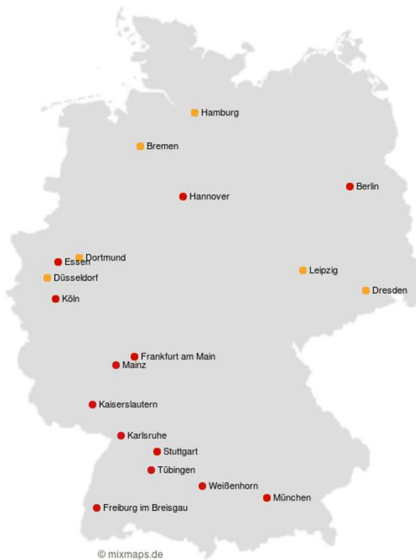 Hamburg
Bremen
Berlin
Hannover
Dortmund
Essen
Leipzig
Düsseldorf
Dresden
Köln
Frankfurt am Main
Mainz
Kaiserslautern
Karlsruhe
Stuttgart
Tübingen
Weißenhorn
München
Freiburg im Breisgau
© mixmaps.de